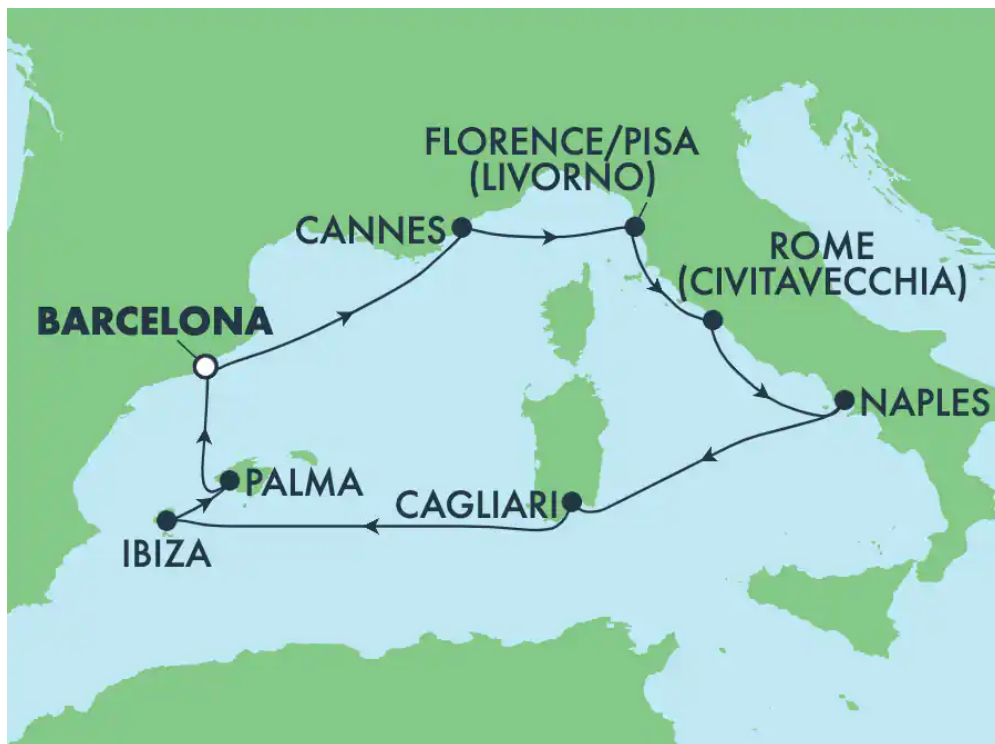 FLORENCE/PISA
(LIVORNO)
CANNES
ROME
(CIVITAVECCHIA)
BARCELONA
NAPLES
PALMA
CAGLIARI
IBIZA